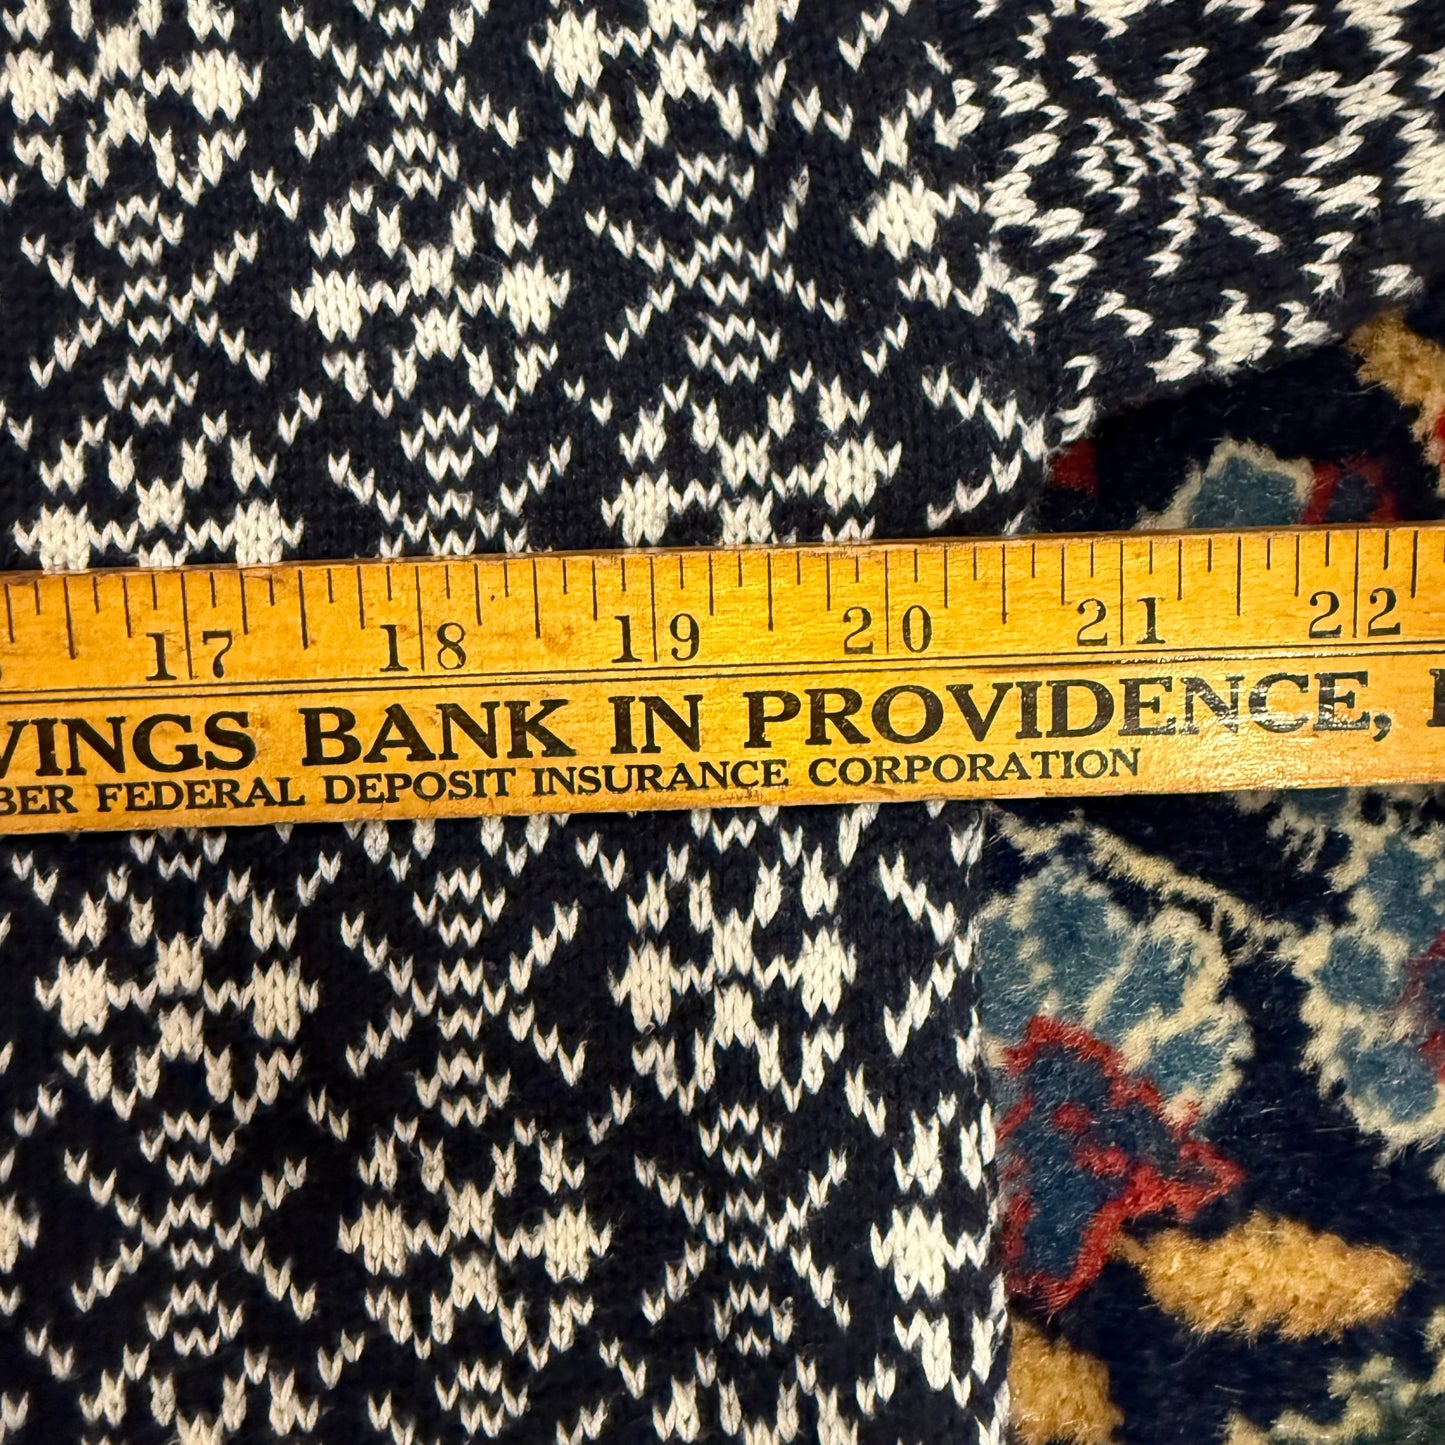 17 18 19 20 21 22
VINGS BANK IN PROVIDENCE,
BER FEDERAL DEPOSIT INSURANCE CORPORATION